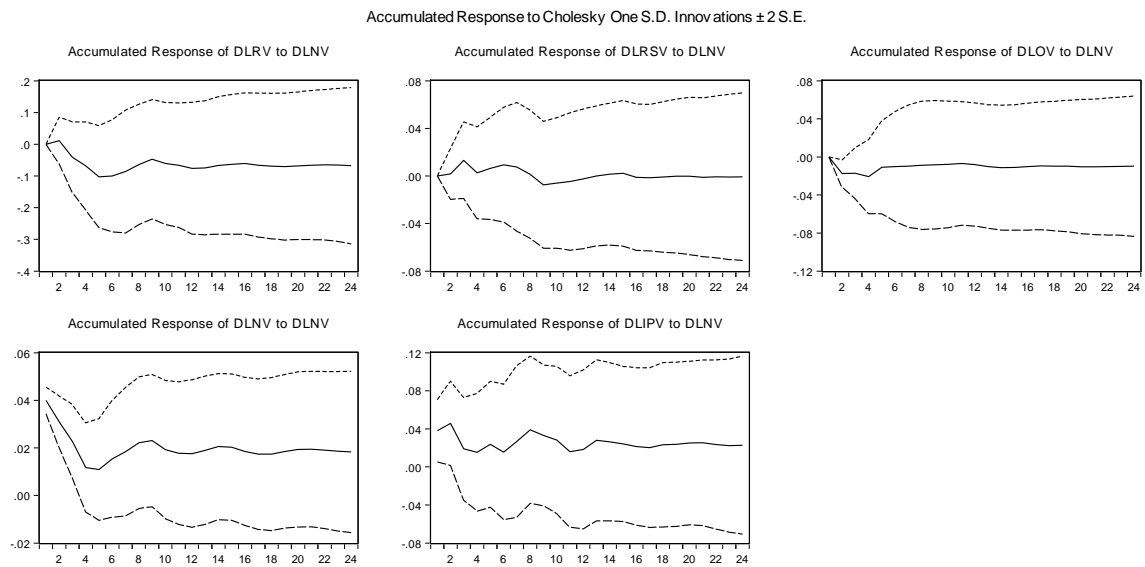 Accumulated Response to Cholesky One S.D. Innovations ± 2 S.E.
Accumulated Response of DLRV to DLNV
.2
.1
.0
-.1
-.2
-.3
-.4
2 4 6 8 10 12 14 16 18 20 22 24
Accumulated Response of DLRSV to DLNV
.08
.04
.00
-.04
-.08
2 4 6 8 10 12 14 16 18 20 22 24
Accumulated Response of DLOV to DLNV
.08
.04
.00
-.04
-.08
-.12
2 4 6 8 10 12 14 16 18 20 22 24
Accumulated Response of DLNV to DLNV
.06
.04
.02
.00
-.02
2 4 6 8 10 12 14 16 18 20 22 24
Accumulated Response of DLIPV to DLNV
.12
.08
.04
.00
-.04
-.08
2 4 6 8 10 12 14 16 18 20 22 24